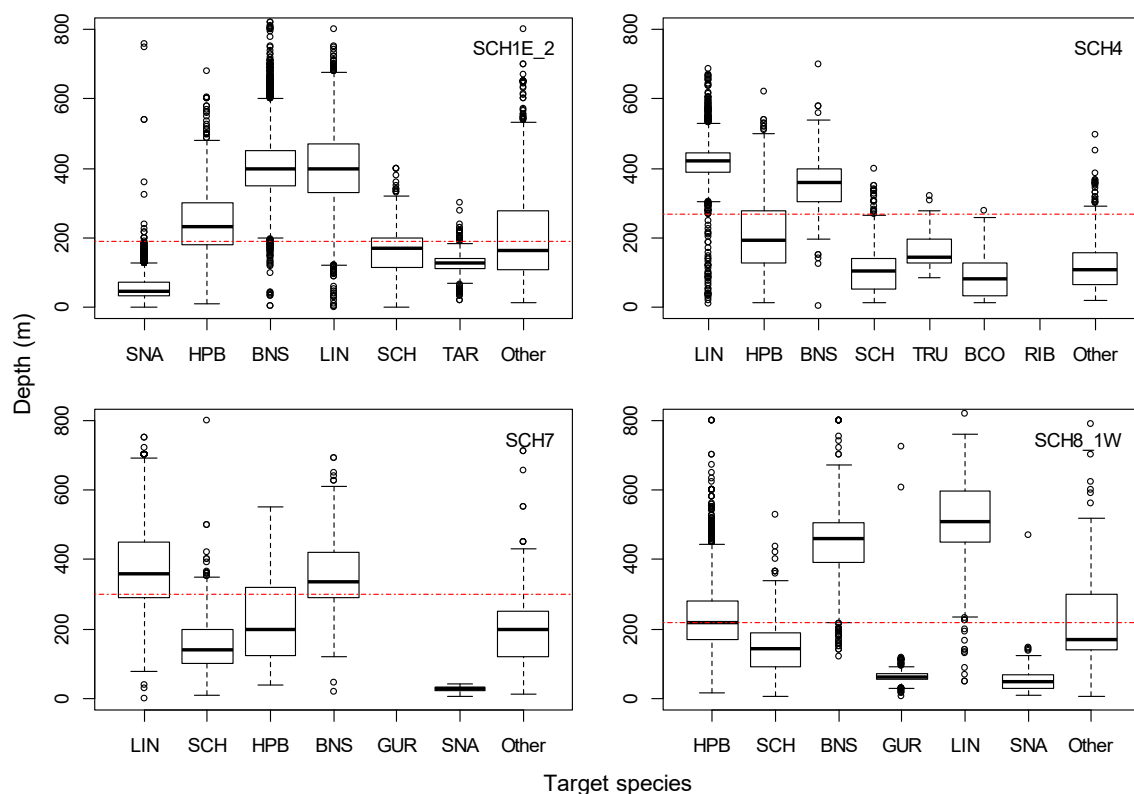 SCH1E_2
800
600
400
200
0
SNA HPB BNS LIN SCH TAR Other
SCH4
800
600
400
200
0
LIN HPB BNS SCH TRU BCO RIB Other
Depth (m)
SCH7
800
600
400
200
0
LIN SCH HPB BNS GUR SNA Other
SCH8_1W
800
600
400
200
0
HPB SCH BNS GUR LIN SNA Other
Target species